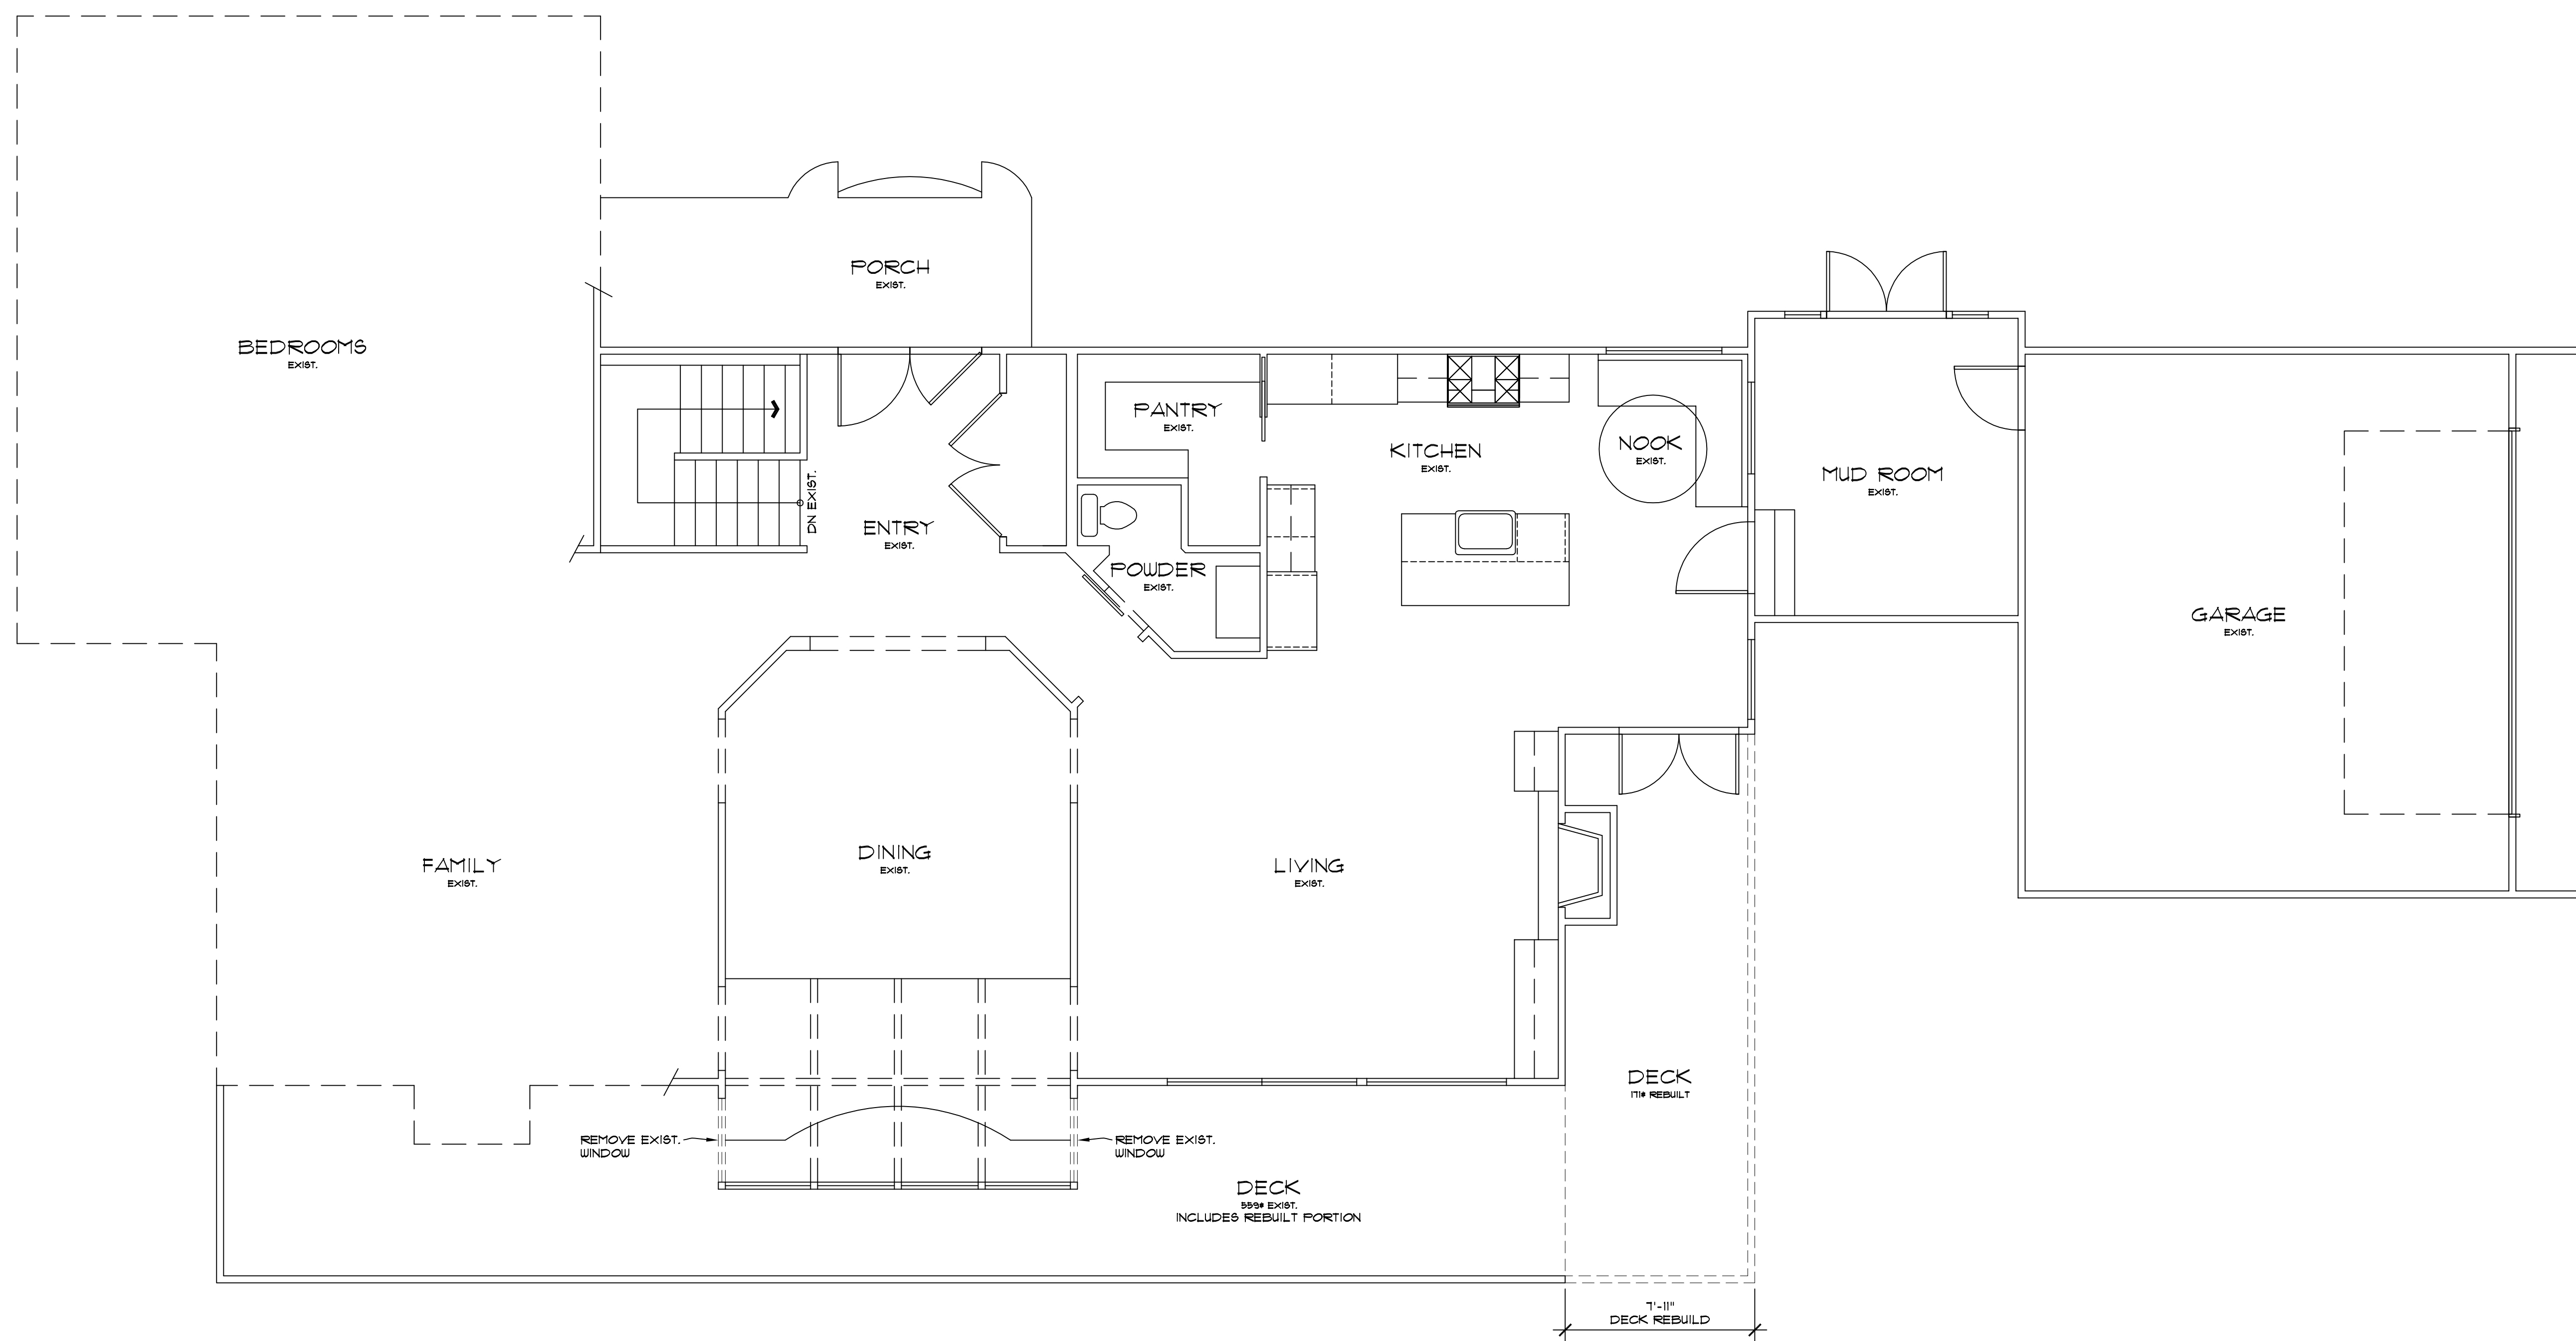 PORCH
EXIST.
BEDROOMS
EXIST.
PANTRY
EXIST.
KITCHEN
EXIST.
NOOK
EXIST.
MUD ROOM
EXIST.
DN EXIST.
ENTRY
EXIST.
POWDER
EXIST.
GARAGE
EXIST.
FAMILY
EXIST.
DINING
EXIST.
LIVING
EXIST.
DECK
171# REBUILT
REMOVE EXIST.
WINDOW
REMOVE EXIST.
WINDOW
DECK
559# EXIST.
INCLUDES REBUILT PORTION
7'-11"
DECK REBUILD